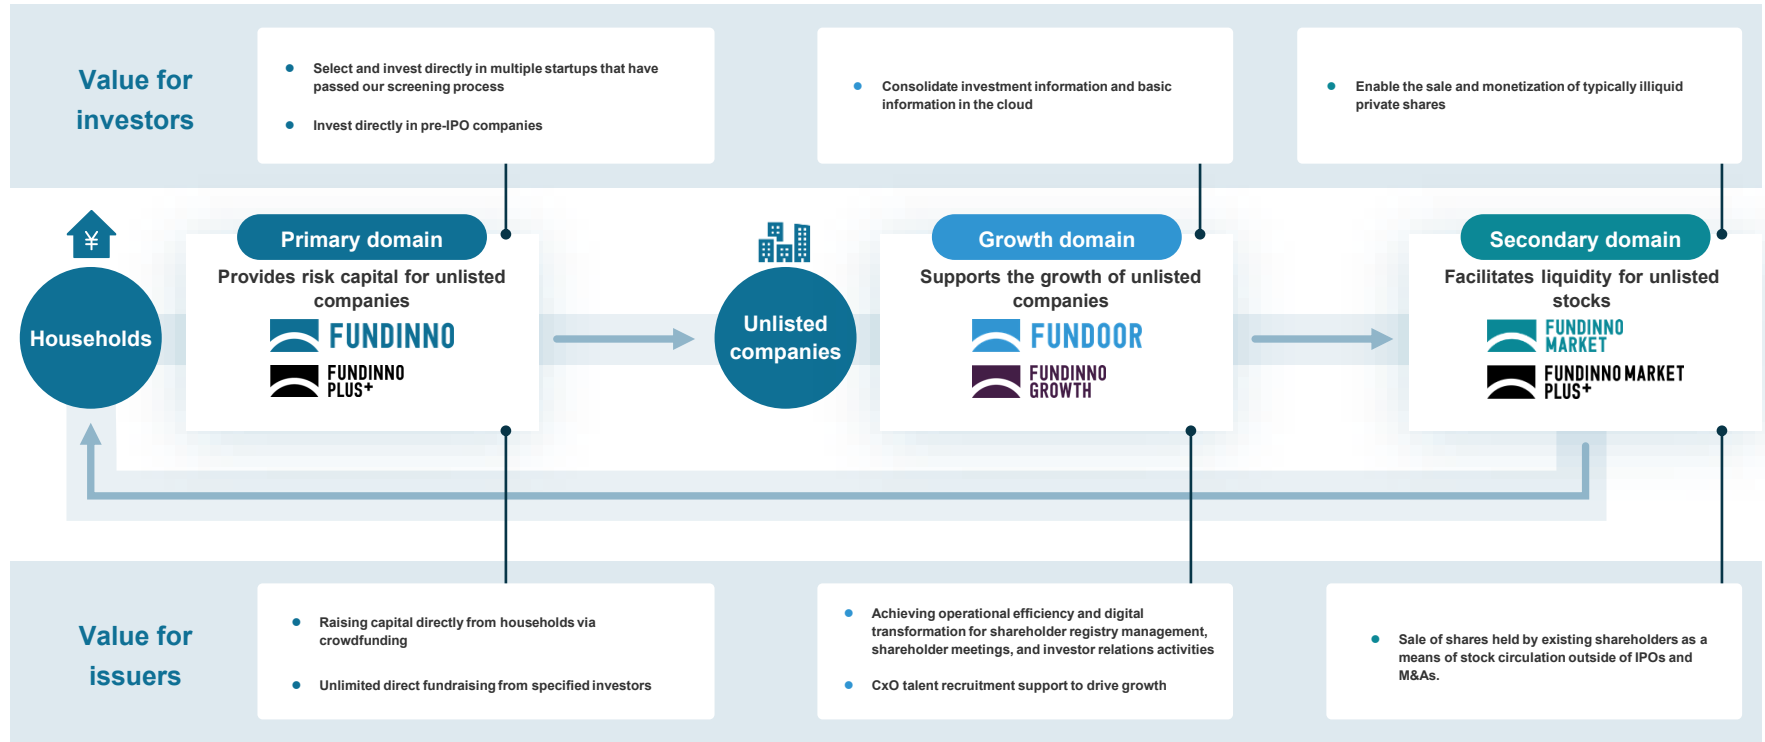 Value for
investors
Select and invest directly in multiple startups that have
passed our screening process
Invest directly in pre-IPO companies
Consolidate investment information and basic
information in the cloud
Enable the sale and monetization of typically illiquid
private shares
¥
Households
Primary domain
Provides risk capital for unlisted
companies
FUNDINNO
FUNDINNO
PLUS+
Unlisted
companies
Growth domain
Supports the growth of unlisted
companies
FUNDOOR
FUNDINNO
GROWTH
Secondary domain
Facilitates liquidity for unlisted
stocks
FUNDINNO
MARKET
FUNDINNO MARKET
PLUS+
Value for
issuers
Raising capital directly from households via
crowdfunding
Unlimited direct fundraising from specified investors
Achieving operational efficiency and digital
transformation for shareholder registry management,
shareholder meetings, and investor relations activities
CxO talent recruitment support to drive growth
Sale of shares held by existing shareholders as a
means of stock circulation outside of IPOs and
M&As.